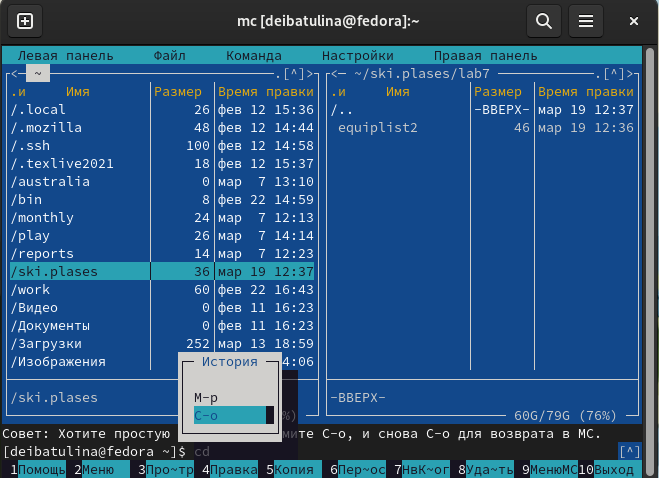 mc [deibatulina@fedora]:~
Левая панель Файл Команда Настройки Правая панель
<— ~ .[^]> <— ~/ski.plases/lab7 .[^]>
.и Имя Размер Время правки .и Имя Размер Время правки
/.local 26 фев 12 15:36 /.. -ВВЕРХ- мар 19 12:37
/.mozilla 48 фев 12 14:44 equiplist2 46 мар 19 12:36
/.ssh 100 фев 12 14:58
/.texlive2021 18 фев 12 15:37
/australia 0 мар 7 13:10
/bin 8 фев 22 14:59
/monthly 24 мар 7 12:13
/play 26 мар 7 14:14
/reports 14 мар 7 12:23
/ski.plases 36 мар 19 12:37
/work 60 фев 22 16:43
/Видео 0 фев 11 16:23
/Документы 0 фев 11 16:23
/Загрузки 252 мар 13 18:59
/Изображения 4:06
История
M-p
C-o
/ski.plases -ВВЕРХ-
%) 60G/79G (76%)
Совет: Хотите простую мите C-o, и снова C-o для возврата в MC.
[deibatulina@fedora ~]$ cd [^]
1Помощь 2Меню 3Про~тр 4Правка 5Копия 6Пер~ос 7НвК~ог 8Уда~ть 9МенюМС 10Выход